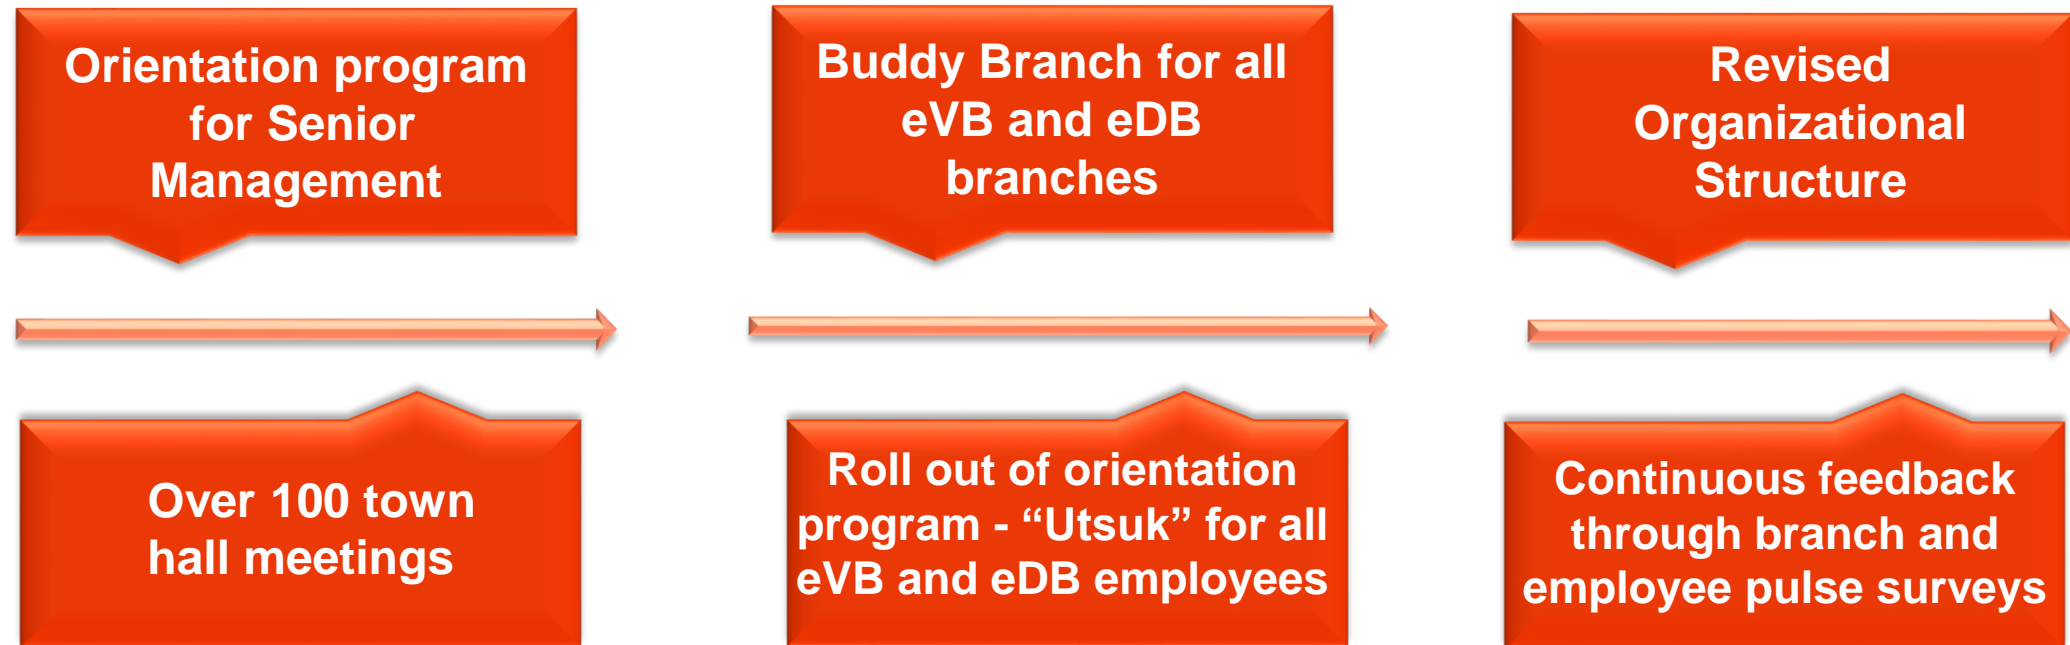 Orientation program
for Senior
Management
Buddy Branch for all
eVB and eDB
branches
Revised
Organizational
Structure
Over 100 town
hall meetings
Roll out of orientation
program - “Utsuk” for all
eVB and eDB employees
Continuous feedback
through branch and
employee pulse surveys